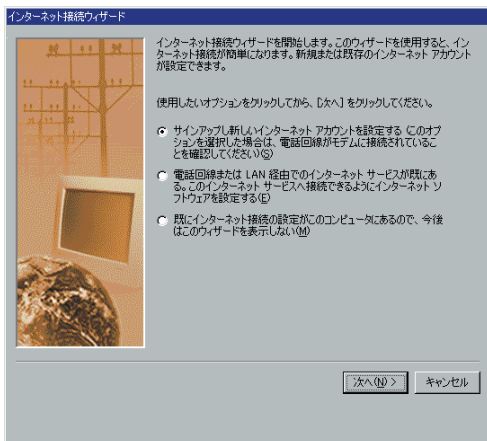 インターネット接続ウィザード
インターネット接続ウィザードを開始します。このウィザードを使用すると、イン
ターネット接続が簡単になります。新規または既存のインターネット アカウント
が設定できます。
使用したいオプションをクリックしてから、[次へ] をクリックしてください。
サインアップし新しいインターネット アカウントを設定する (このオプ
ションを選択した場合は、電話回線がモデムに接続されているこ
とを確認してください)(S)
電話回線または LAN 経由でのインターネット サービスが既にあ
る。このインターネット サービスへ接続できるようにインターネット ソ
フトウェアを設定する(E)
既にインターネット接続の設定がこのコンピュータにあるので、今後
はこのウィザードを表示しない(M)
次へ(N) >
キャンセル